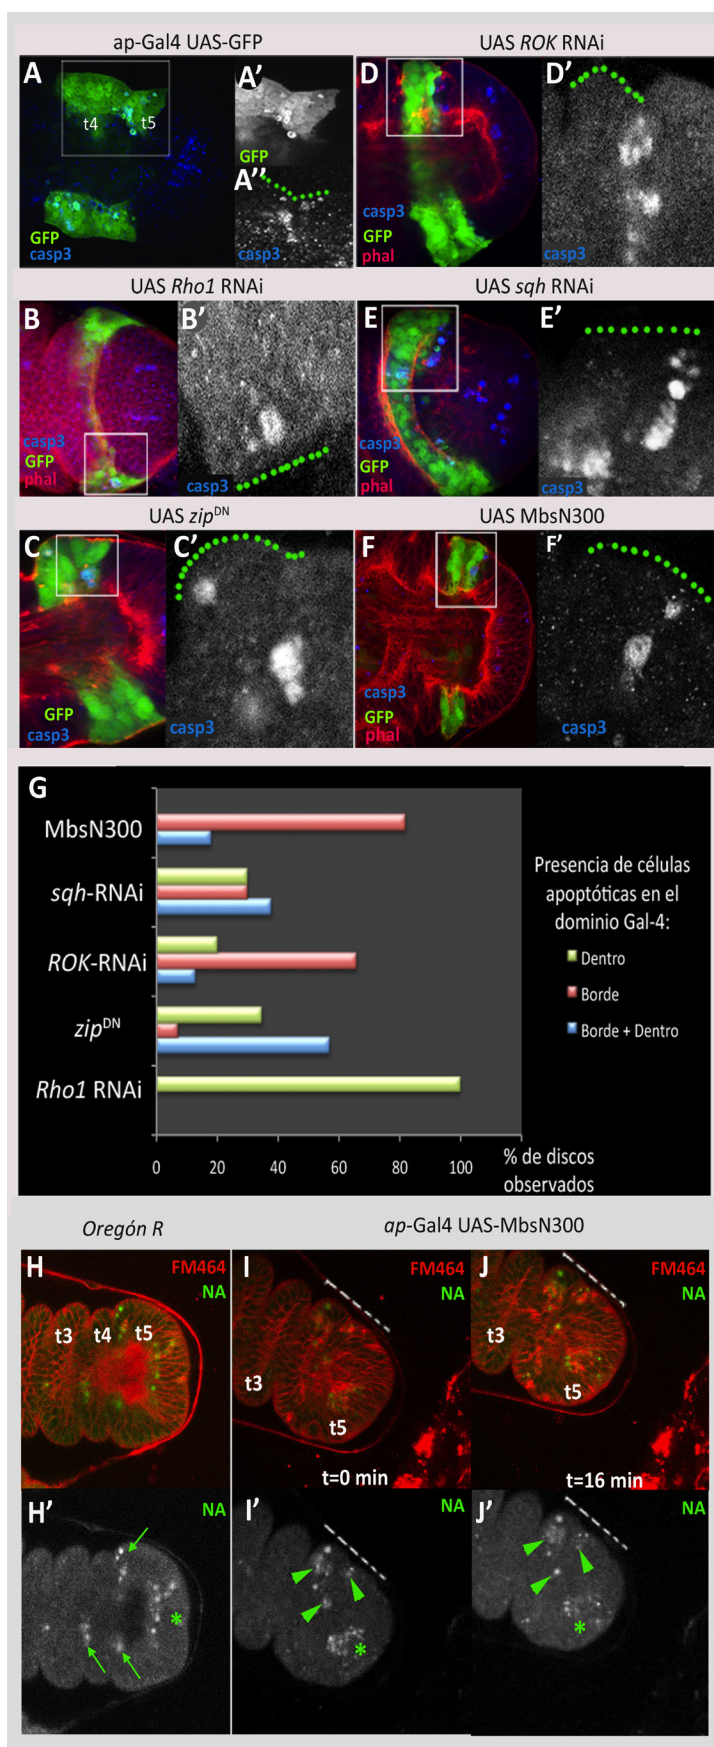 ap-Gal4 UAS-GFP
UAS ROK RNAi
A
t4
t5
GFP
casp3
A’
GFP
A’’
casp3
D
casp3
GFP
phal
D’
casp3
UAS Rho1 RNAi
UAS sqh RNAi
B
casp3
GFP
phal
B’
casp3
E
casp3
GFP
phal
E’
casp3
UAS zipDN
UAS MbsN300
C
GFP
casp3
C’
casp3
F
casp3
GFP
phal
F’
casp3
G
MbsN300
sqh-RNAi
ROK-RNAi
zipDN
Rho1 RNAi
0 20 40 60 80 100
% de discos
observados
Presencia de células
apoptóticas en el
dominio Gal-4:
Dentro
Borde
Borde + Dentro
Oregón R
ap-Gal4 UAS-MbsN300
H
FM464
NA
t3
t4
t5
I
FM464
NA
t3
t5
t=0 min
J
FM464
NA
t3
t5
t=16 min
H’
NA
*
I’
NA
*
J’
NA
*